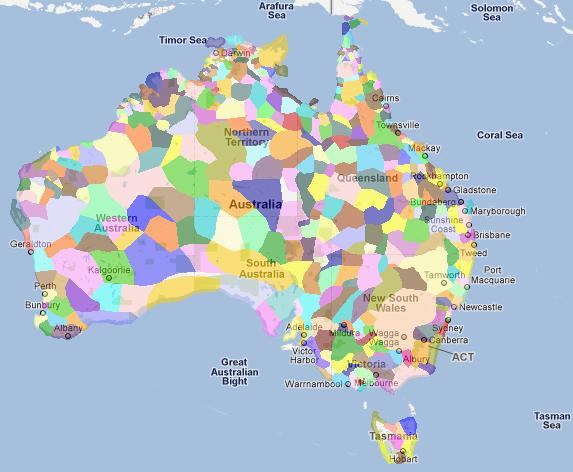 Arafura
Sea
Solomon
Sea
Timor Sea
Darwin
Cairns
Townsville
Coral Sea
Northern
Territory
Mackay
Queensland
Rockhampton
Gladstone
Bundaberg
Maryborough
Australia
Western
Australia
Sunshine
Coast
Brisbane
Geraldton
Tweed
South
Australia
Kalgoorlie
Tamworth
Port
Macquarie
Perth
New South
Wales
Bunbury
Newcastle
Albany
Adelaide
Mildura
Wagga
Wagga
Sydney
Canberra
Victor
Harbor
ACT
Albury
Victoria
Great
Australian
Bight
Warrnambool
Melbourne
Tasman
Sea
Tasmania
Hobart